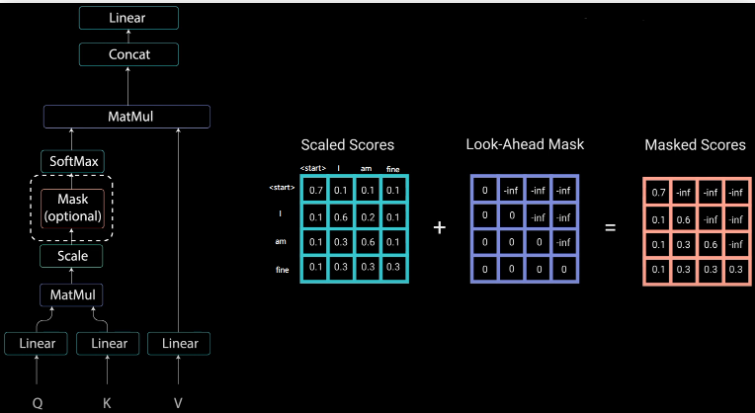 Linear
Concat
MatMul
SoftMax
Mask
(optional)
Scale
MatMul
Linear Linear Linear
Q K V
Scaled Scores
<start> I am fine
<start> 0.7 0.1 0.1 0.1
I 0.1 0.6 0.2 0.1
am 0.1 0.3 0.6 0.1
fine 0.1 0.3 0.3 0.3
+
Look-Ahead Mask
0 -inf -inf -inf
0 0 -inf -inf
0 0 0 -inf
0 0 0 0
=
Masked Scores
0.7 -inf -inf -inf
0.1 0.6 -inf -inf
0.1 0.3 0.6 -inf
0.1 0.3 0.3 0.3